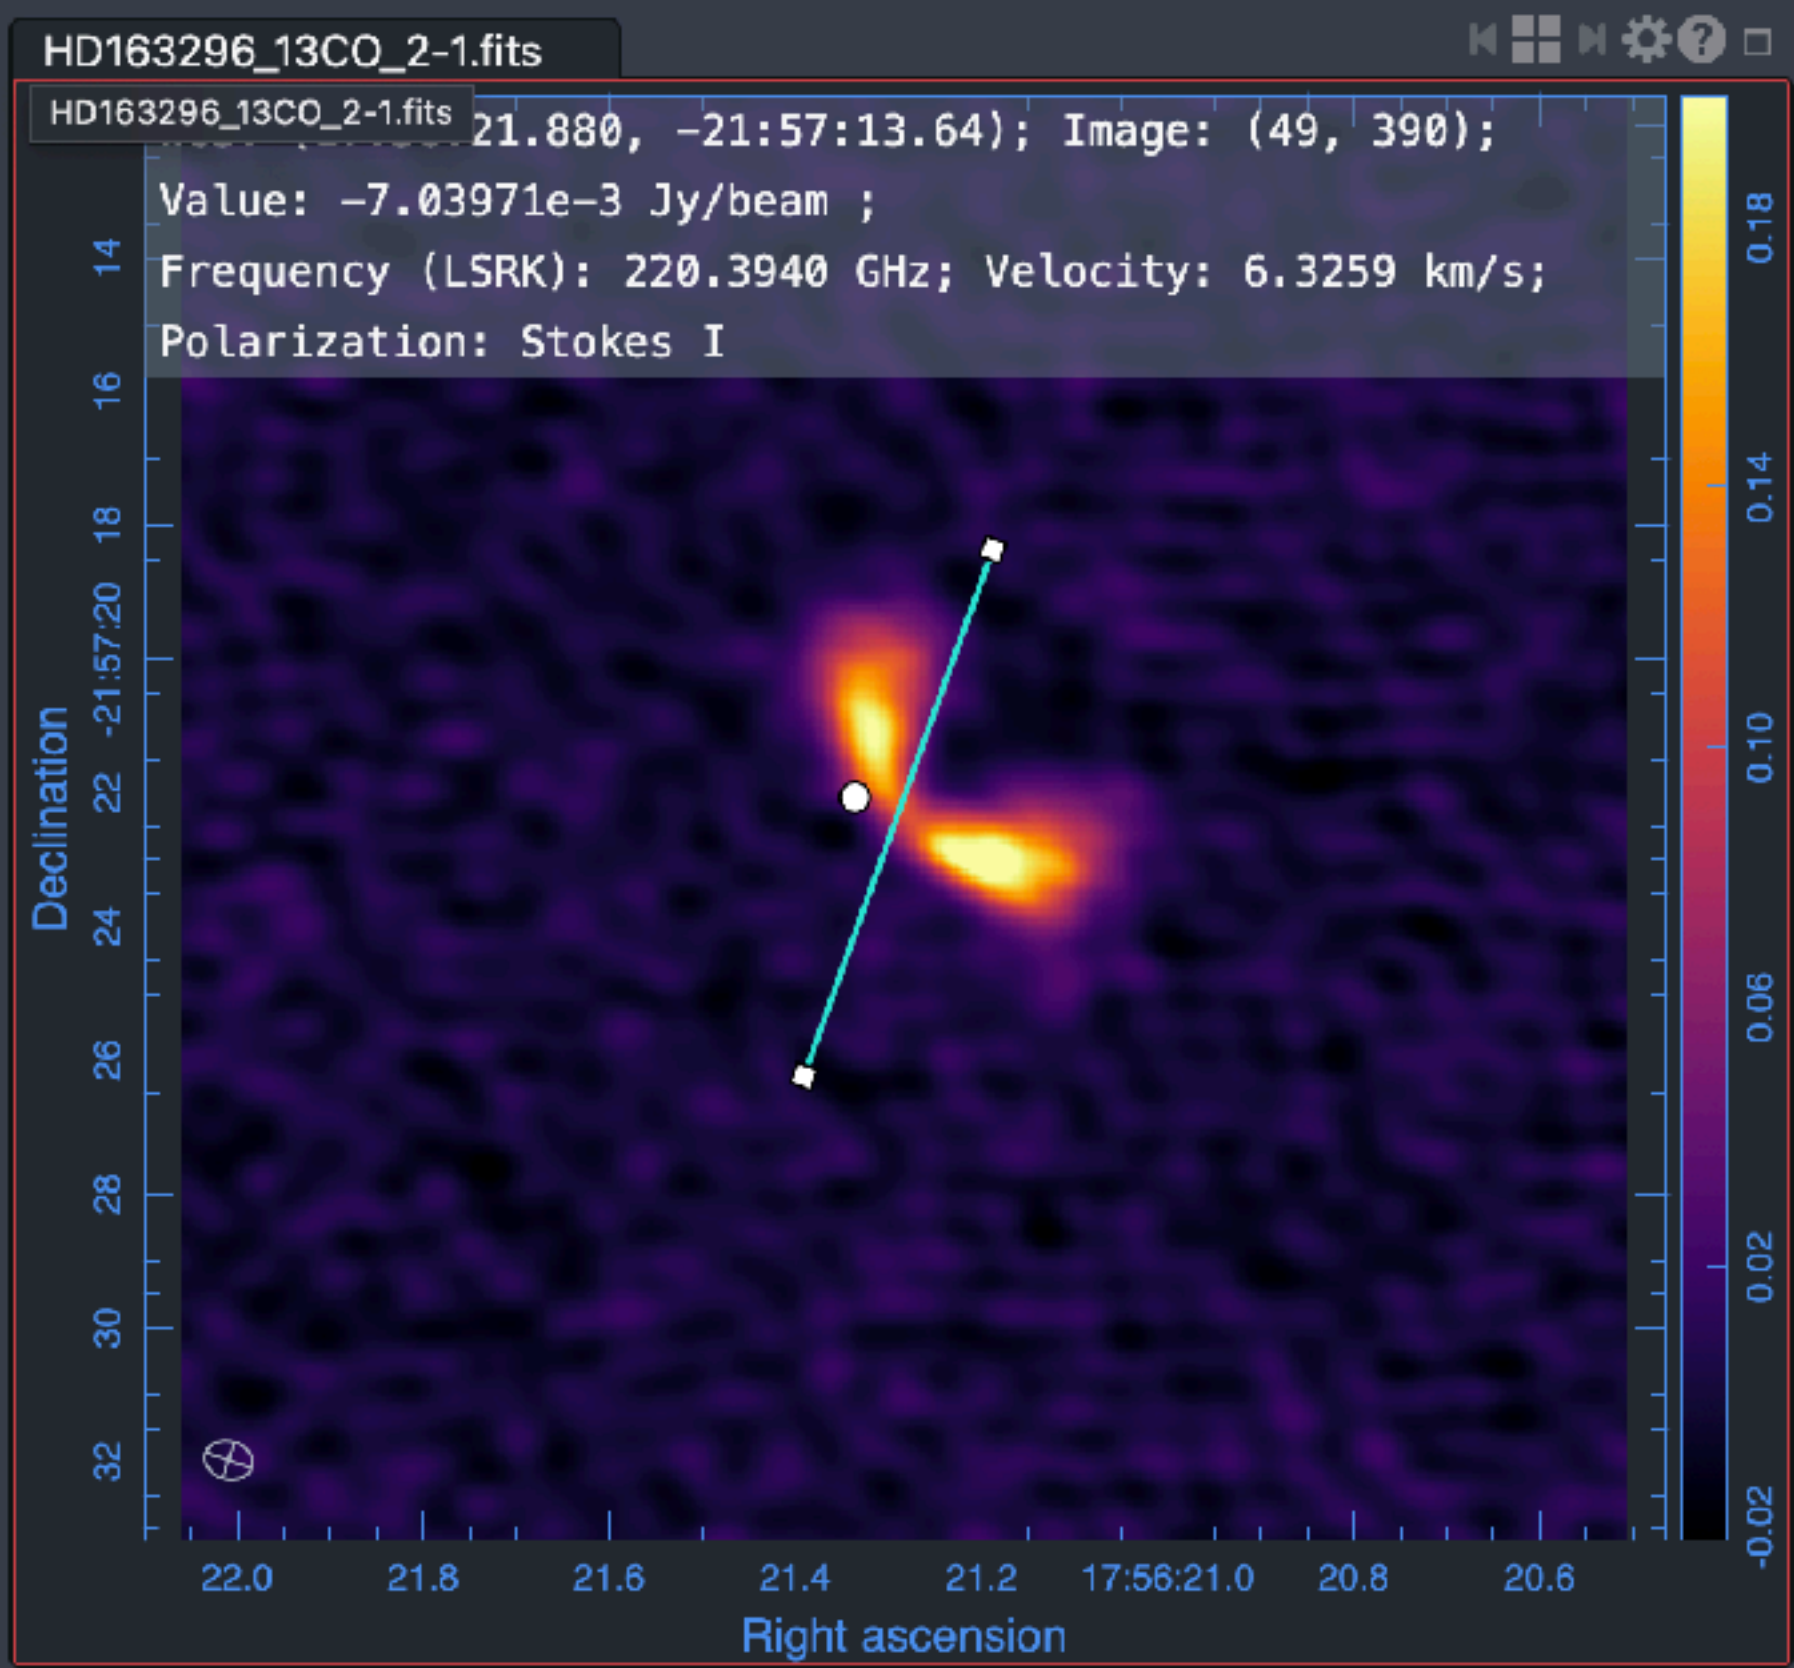 HD163296_13CO_2-1.fits
HD163296_13CO_2-1.fits
21.880, -21:57:13.64); Image: (49, 390);
Value: -7.03971e-3 Jy/beam ;
Frequency (LSRK): 220.3940 GHz; Velocity: 6.3259 km/s;
Polarization: Stokes I
14
16
18
-21:57:20
22
24
26
28
30
32
Declination
22.0 21.8 21.6 21.4 21.2 17:56:21.0 20.8 20.6
Right ascension
0.18
0.14
0.10
0.06
0.02
-0.02